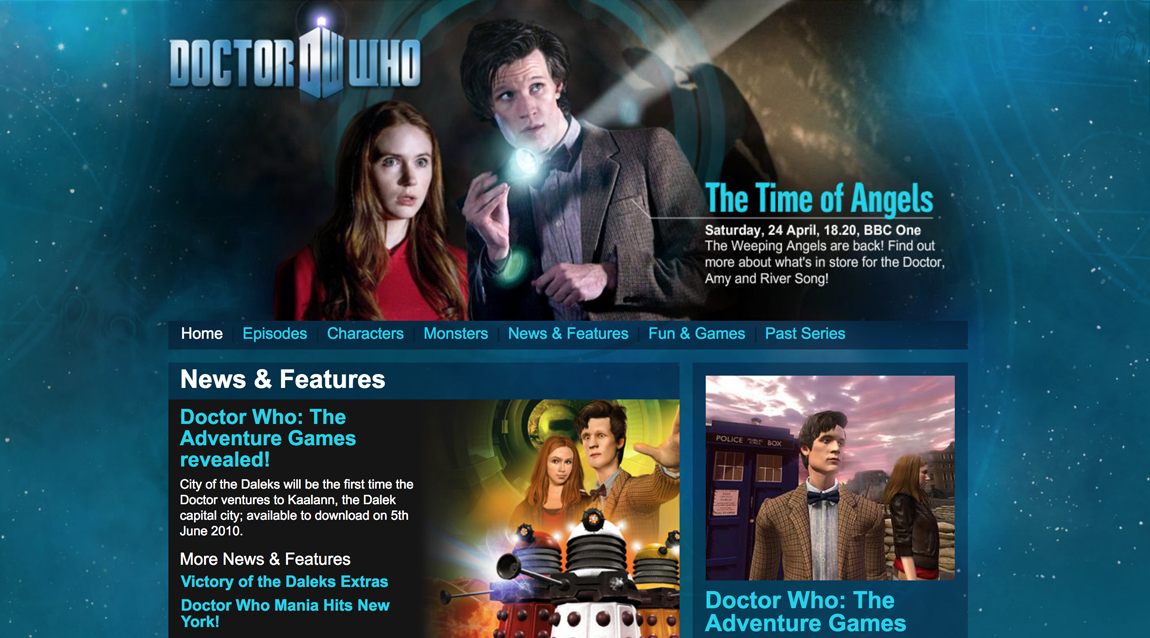 DOCTOR DW WHO
The Time of Angels
Saturday, 24 April, 18.20, BBC One
The Weeping Angels are back! Find out
more about what's in store for the Doctor,
Amy and River Song!
Home Episodes Characters Monsters News & Features Fun & Games Past Series
News & Features
Doctor Who: The
Adventure Games
revealed!
City of the Daleks will be the first time the
Doctor ventures to Kaalann, the Dalek
capital city; available to download on 5th
June 2010.
More News & Features
Victory of the Daleks Extras
Doctor Who Mania Hits New
York!
POLICE BOX
Doctor Who: The
Adventure Games